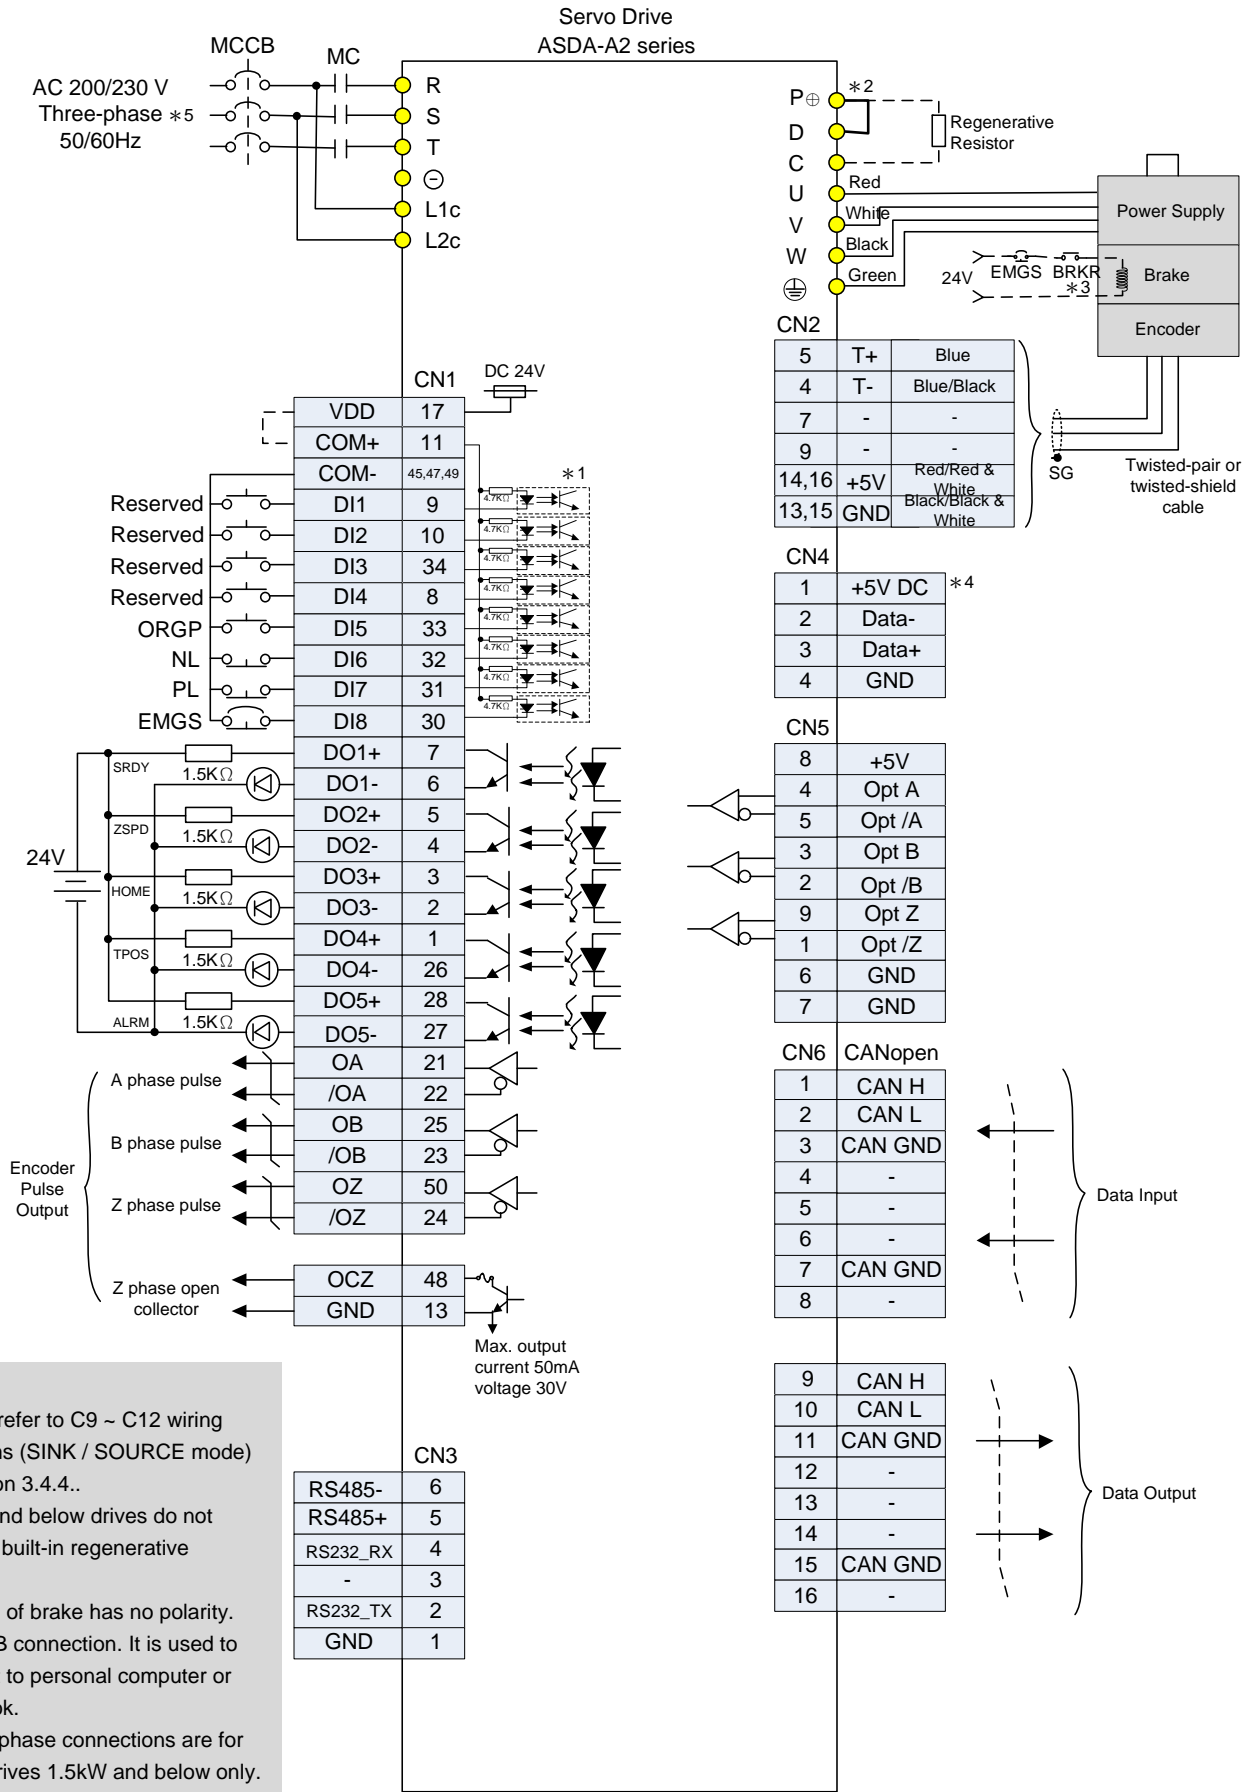 Servo Drive
ASDA-A2 series
MCCB
MC
AC 200/230 V
Three-phase ＊5
50/60Hz
R
S
T
L1c
L2c
P
＊2
D
C
U
V
W
Regenerative
Resistor
Red
White
Black
Green
Power Supply
24V
EMGS
BRKR
＊3
Brake
Encoder
CN2
5 T+ Blue
4 T- Blue/Black
7 - -
9 - -
14,16 +5V Red/Red & White
13,15 GND Black/Black & White
SG
Twisted-pair or
twisted-shield
cable
CN1
DC 24V
VDD 17
COM+ 11
COM- 45,47,49
＊1
Reserved DI1 9 4.7KΩ
Reserved DI2 10 4.7KΩ
Reserved DI3 34 4.7KΩ
Reserved DI4 8 4.7KΩ
ORGP DI5 33 4.7KΩ
NL DI6 32 4.7KΩ
PL DI7 31 4.7KΩ
EMGS DI8 30 4.7KΩ
24V
SRDY 1.5KΩ
DO1+ 7
DO1- 6
ZSPD 1.5KΩ
DO2+ 5
DO2- 4
HOME 1.5KΩ
DO3+ 3
DO3- 2
TPOS 1.5KΩ
DO4+ 1
DO4- 26
ALRM 1.5KΩ
DO5+ 28
DO5- 27
Encoder
Pulse
Output
A phase pulse
OA 21
/OA 22
B phase pulse
OB 25
/OB 23
Z phase pulse
OZ 50
/OZ 24
Z phase open
collector
OCZ 48
GND 13
Max. output
current 50mA
voltage 30V
CN3
RS485- 6
RS485+ 5
RS232_RX 4
- 3
RS232_TX 2
GND 1
CN4
1 +5V DC ＊4
2 Data-
3 Data+
4 GND
CN5
8 +5V
4 Opt A
5 Opt /A
3 Opt B
2 Opt /B
9 Opt Z
1 Opt /Z
6 GND
7 GND
CN6 CANopen
1 CAN H
2 CAN L
3 CAN GND
4 -
5 -
6 -
7 CAN GND
8 -
Data Input
9 CAN H
10 CAN L
11 CAN GND
12 -
13 -
14 -
15 CAN GND
16 -
Data Output
refer to C9 ~ C12 wiring
(SINK / SOURCE mode)
3.4.4..
below drives do not
built-in regenerative
of brake has no polarity.
connection. It is used to
to personal computer or
phase connections are for
1.5kW and below only.